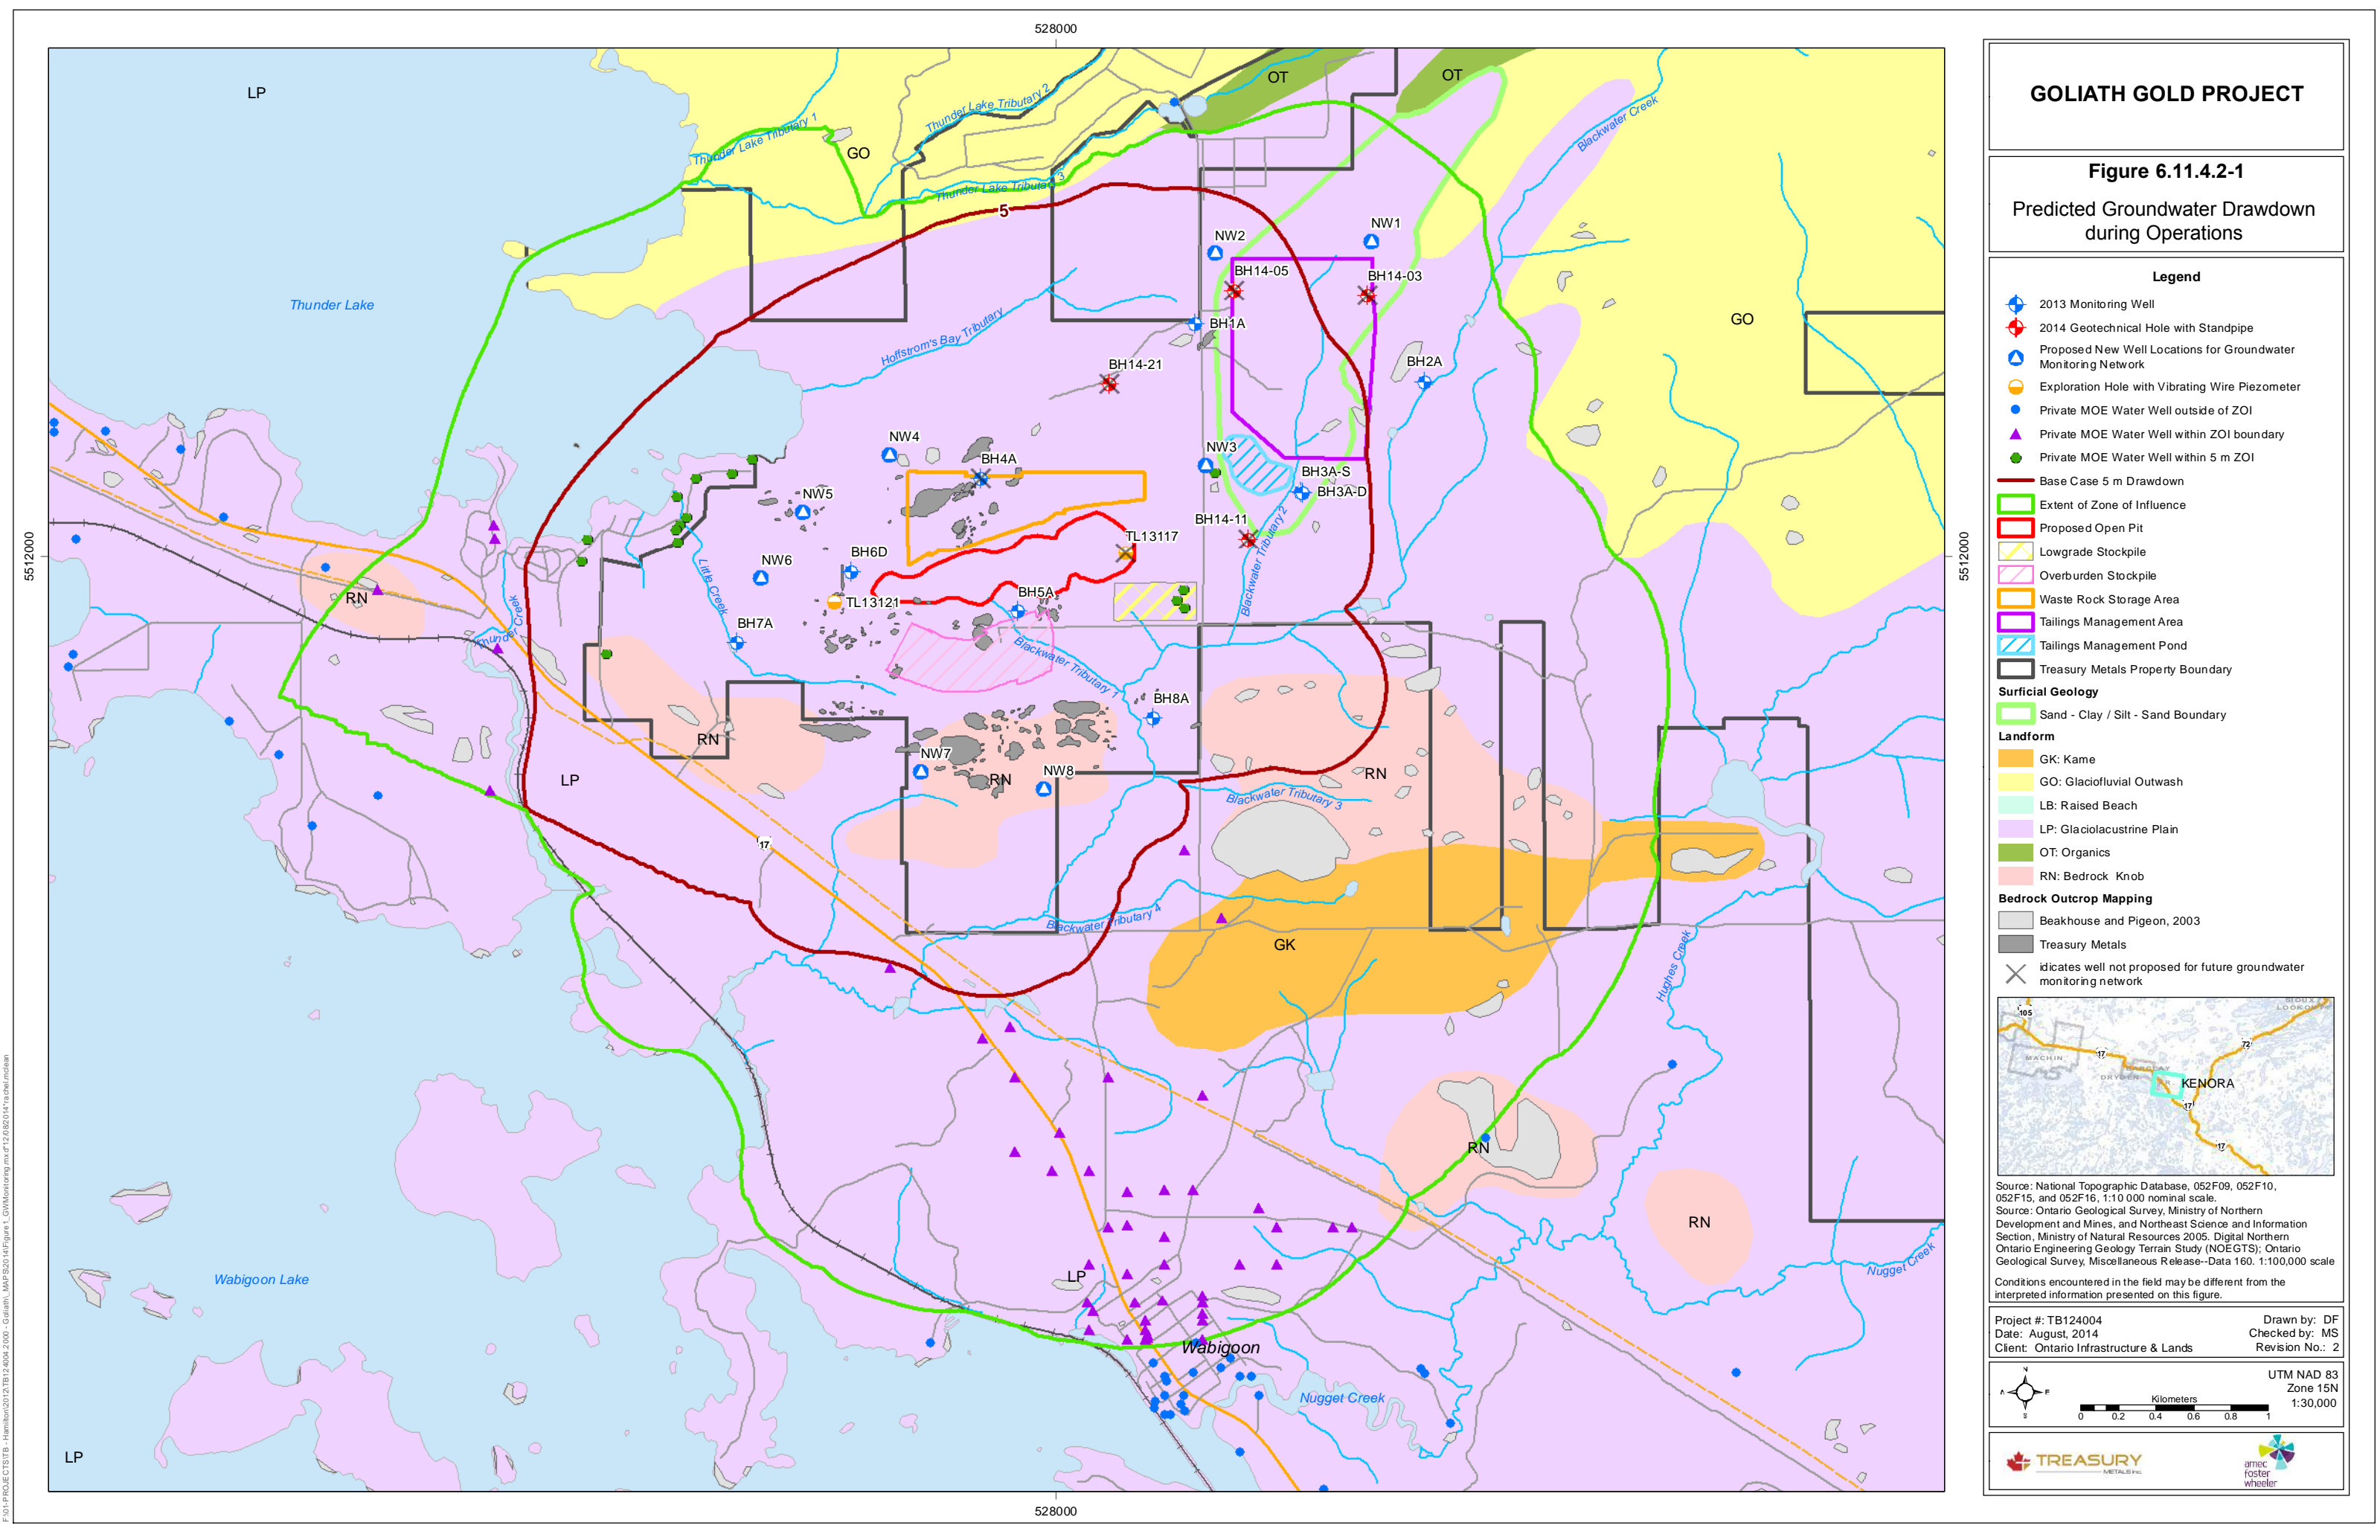 528000
LP
OT
OT
Thunder Lake Tributary 2
Thunder Lake Tributary 1
GO
Blackwater Creek
Thunder Lake Tributa 3
5
NW2
NW1
BH14-05
BH14-03
Thunder Lake
BH1A
GO
Hoffstrom's Bay Tributary
BH14-21
BH2A
NW4
BH4A
NW3
BH3A-S
BH3A-D
NW5
BH14-11
TL13117
5512000
5512000
BH6D
NW6
Little Creek
Blackwater Tributary 2
RN
TL13121
BH5A
Thunder Creek
BH7A
Blackwater Tributary 1
BH8A
RN
NW7
RN
NW8
RN
LP
Blackwater Tributary 3
17
Blackwater Tributary 4
GK
Hughes Creek
RN
RN
Wabigoon Lake
LP
Nugget Creek
Wabigoon
Nugget Creek
LP
528000
GOLIATH GOLD PROJECT
Figure 6.11.4.2-1
Predicted Groundwater Drawdown
during Operations
Legend
2013 Monitoring Well
2014 Geotechnical Hole with Standpipe
Proposed New Well Locations for Groundwater
Monitoring Network
Exploration Hole with Vibrating Wire Piezometer
Private MOE Water Well outside of ZOI
Private MOE Water Well within ZOI boundary
Private MOE Water Well within 5 m ZOI
Base Case 5 m Drawdown
Extent of Zone of Influence
Proposed Open Pit
Lowgrade Stockpile
Overburden Stockpile
Waste Rock Storage Area
Tailings Management Area
Tailings Management Pond
Treasury Metals Property Boundary
Surficial Geology
Sand - Clay / Silt - Sand Boundary
Landform
GK: Kame
GO: Glaciofluvial Outwash
LB: Raised Beach
LP: Glaciolacustrine Plain
OT: Organics
RN: Bedrock Knob
Bedrock Outcrop Mapping
Beakhouse and Pigeon, 2003
Treasury Metals
idicates well not proposed for future groundwater
monitoring network
105
MACHIN
17
72
DRYDEN
KENORA
17
17
Source: National Topographic Database, 052F09, 052F10,
052F15, and 052F16, 1:10 000 nominal scale.
Source: Ontario Geological Survey, Ministry of Northern
Development and Mines, and Northeast Science and Information
Section, Ministry of Natural Resources 2005. Digital Northern
Ontario Engineering Geology Terrain Study (NOEGTS); Ontario
Geological Survey, Miscellaneous Release--Data 160. 1:100,000 scale
Conditions encountered in the field may be different from the
interpreted information presented on this figure.
Project #: TB124004
Drawn by: DF
Date: August, 2014
Checked by: MS
Client: Ontario Infrastructure & Lands
Revision No.: 2
N
E
S
Kilometers
0 0.2 0.4 0.6 0.8 1
UTM NAD 83
Zone 15N
1:30,000
TREASURY
METALS Inc.
amec
foster
wheeler